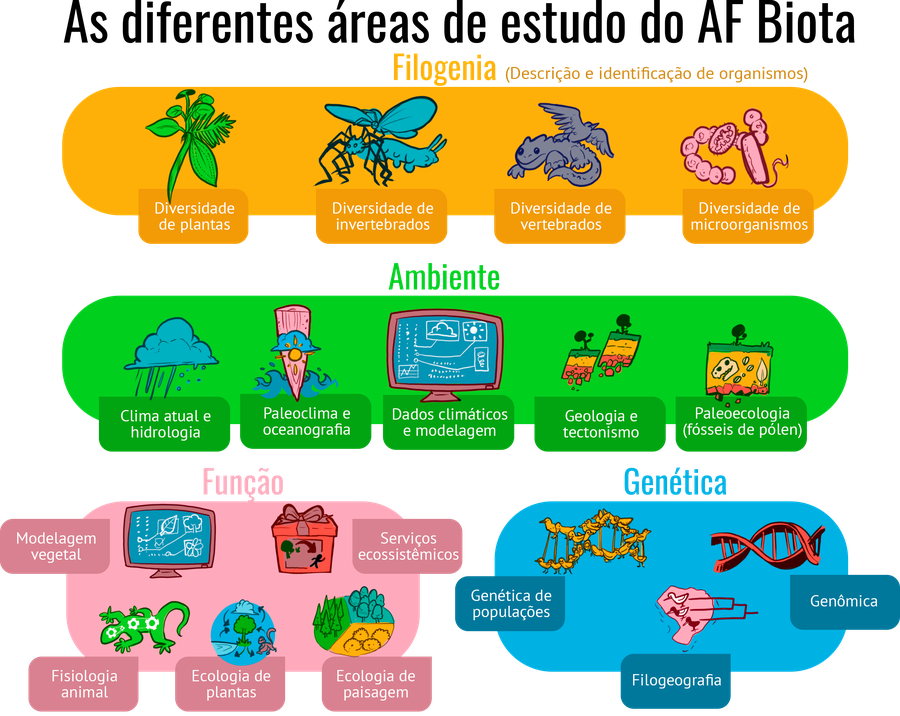 As diferentes áreas de estudo do AF Biota
Filogenia (Descrição e identificação de organismos)
Diversidade
de plantas
Diversidade de
invertebrados
Diversidade de
vertebrados
Diversidade de
microorganismos
Ambiente
Clima atual e
hidrologia
Paleoclima e
oceanografia
Dados climáticos
e modelagem
Geologia e
tectonismo
Paleoecologia
(fósseis de pólen)
Função
Modelagem
vegetal
Serviços
ecossistêmicos
Fisiologia
animal
Ecologia de
plantas
Ecologia de
paisagem
Genética
Genética de
populações
Genômica
Filogeografia